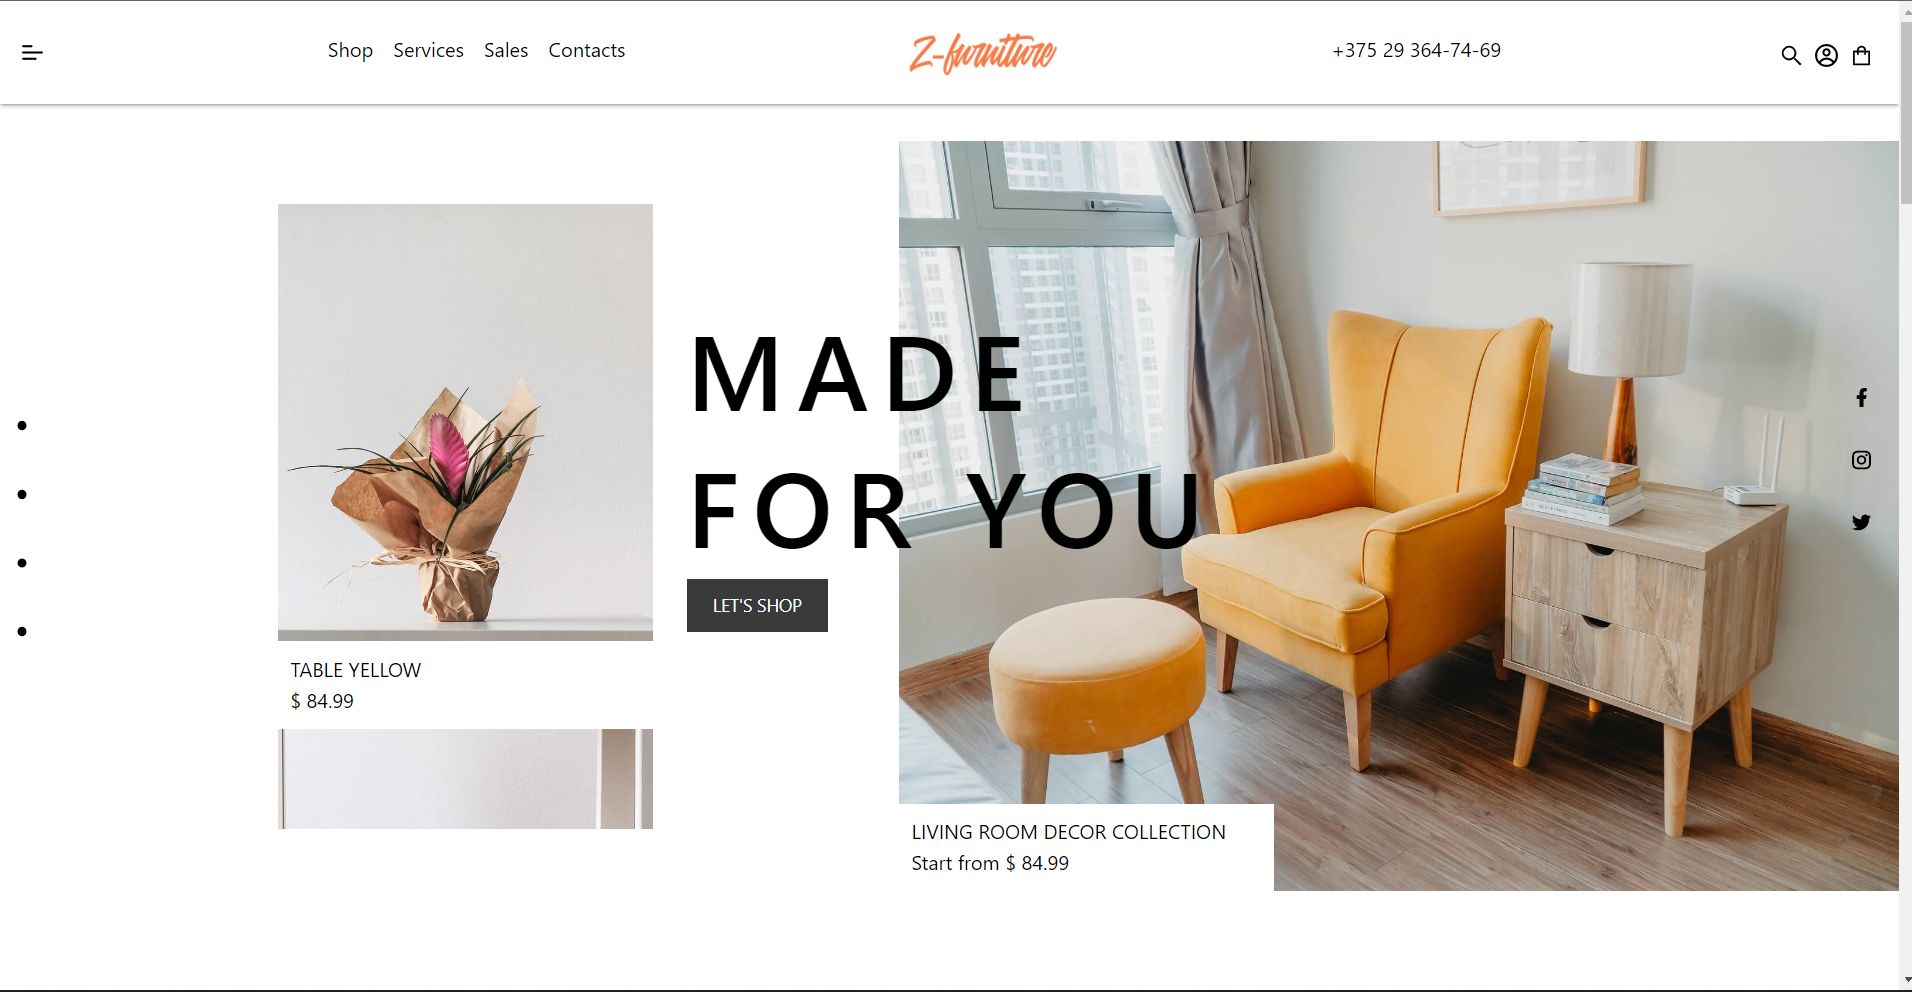 Shop Services Sales Contacts
Z-furniture
+375 29 364-74-69
MADE
FOR YOU
LET'S SHOP
TABLE YELLOW
$ 84.99
LIVING ROOM DECOR COLLECTION
Start from $ 84.99